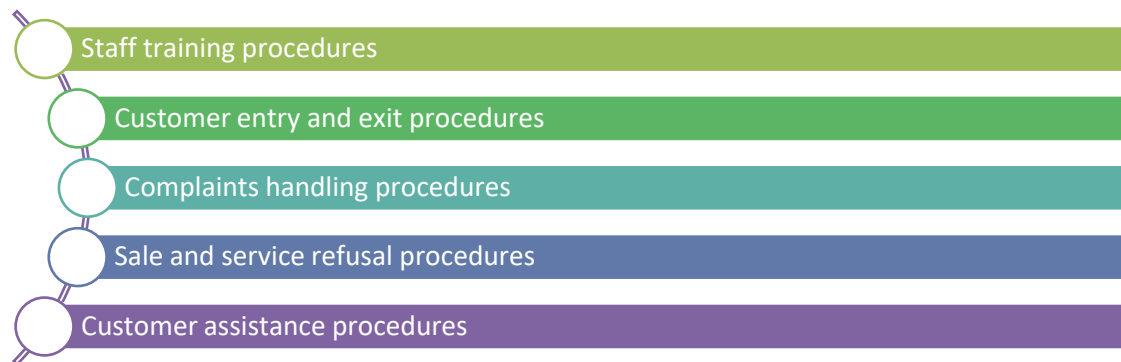 Staff training procedures
Customer entry and exit procedures
Complaints handling procedures
Sale and service refusal procedures
Customer assistance procedures